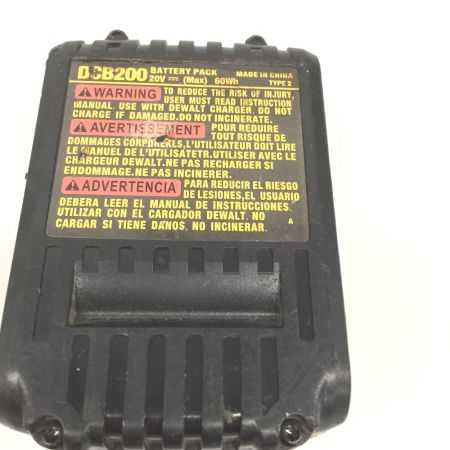 DCB200 BATTERY PACK MADE IN CHINA
20V ⎓ (Max) 60Wh TYPE 2
WARNING TO REDUCE THE RISK OF INJURY,
USER MUST READ INSTRUCTION
MANUAL. USE WITH DEWALT CHARGER. DO NOT
CHARGE IF DAMAGED.DO NOT INCINERATE.
AVERTISSEMENT POUR REDUIRE
TOUT RISQUE DE
DOMMAGES CORPORELS,L'UTILISATEUR DOIT LIRE
LE MANUEL DE L'UTILISATETR.UTILISER AVEC LE
CHARGEUR DEWALT.NE PAS RECHARGER SI
ENDOMMAGE.NE PAS INCINERER.
ADVERTENCIA PARA REDUCIR EL RIESGO
DE LESIONES,EL USUARIO
DEBERA LEER EL MANUAL DE INSTRUCCIONES.
UTILIZAR CON EL CARGADOR DEWALT. NO
CARGAR SI TIENE DAÑOS. NO INCINERAR. A